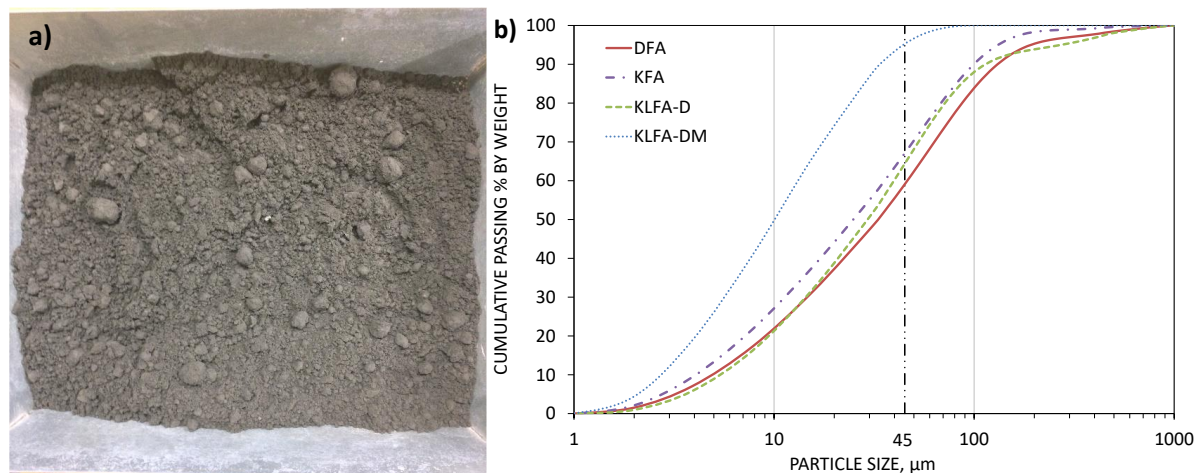 a)
b)
CUMULATIVE PASSING % BY WEIGHT
100
90
80
70
60
50
40
30
20
10
0
DFA
KFA
KLFA-D
KLFA-DM
1
10
45
100
1000
PARTICLE SIZE, µm